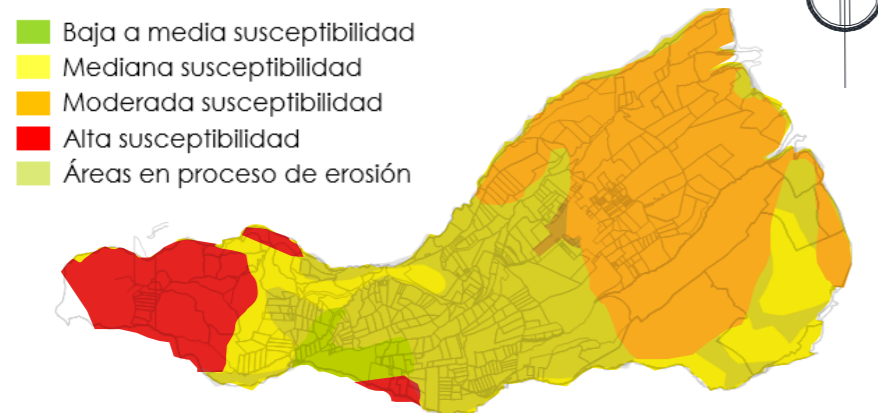 Baja a media susceptibilidad
Mediana susceptibilidad
Moderada susceptibilidad
Alta susceptibilidad
Áreas en proceso de erosión